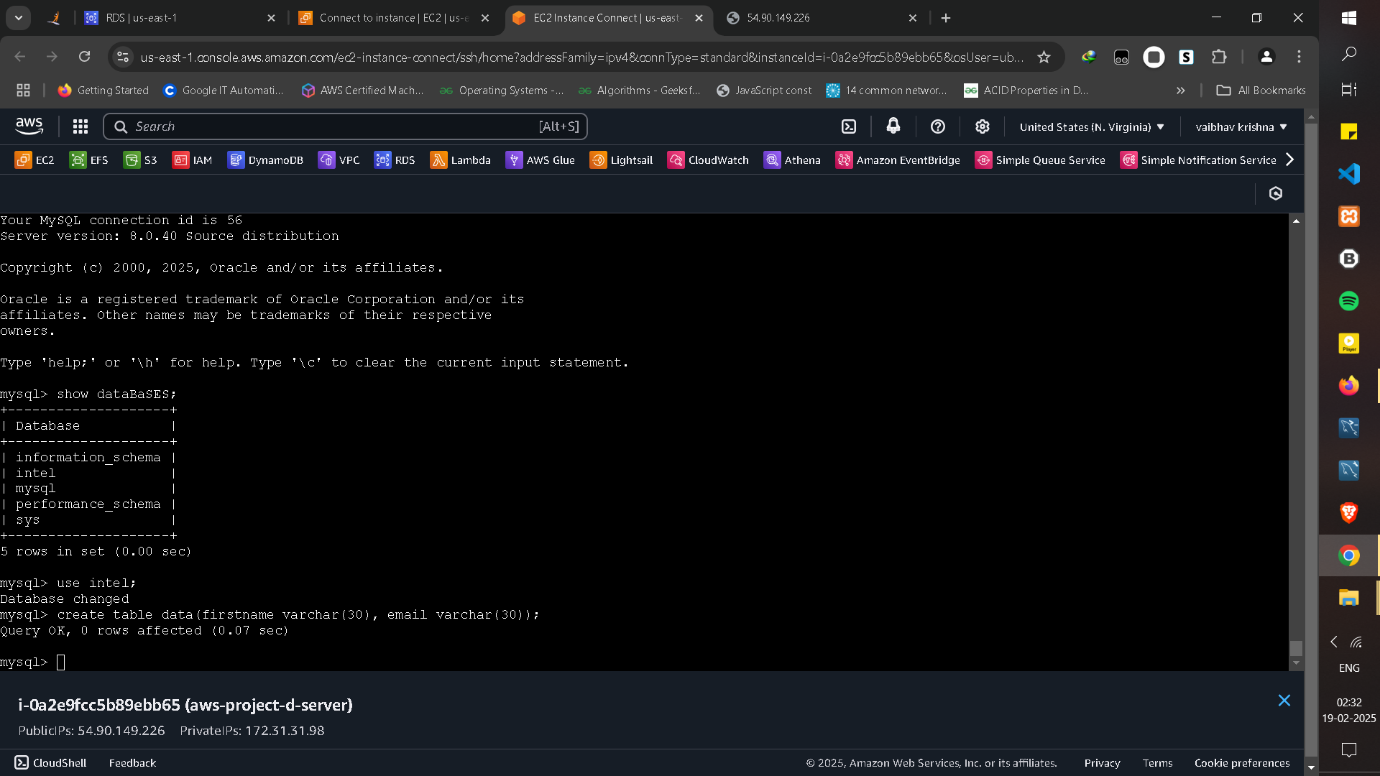 RDS | us-east-1
Connect to instance | EC2 | us-e
EC2 Instance Connect | us-east-
54.90.149.226
us-east-1.console.aws.amazon.com/ec2-instance-connect/ssh/home?addressFamily=ipv4&connType=standard&instanceId=i-0a2e9fcc5b89ebb65&osUser=ub...
Getting Started
Google IT Automati...
AWS Certified Mach...
Operating Systems -...
Algorithms - Geeksf...
JavaScript const
14 common networ...
ACID Properties in D...
»
All Bookmarks
aws
Search
[Alt+S]
United States (N. Virginia)
vaibhav krishna
EC2
EFS
S3
IAM
DynamoDB
VPC
RDS
Lambda
AWS Glue
Lightsail
CloudWatch
Athena
Amazon EventBridge
Simple Queue Service
Simple Notification Service
Your MySQL connection id is 56
Server version: 8.0.40 Source distribution
Copyright (c) 2000, 2025, Oracle and/or its affiliates.
Oracle is a registered trademark of Oracle Corporation and/or its
affiliates. Other names may be trademarks of their respective
owners.
Type 'help;' or '\h' for help. Type '\c' to clear the current input statement.
mysql> show dataBaSES;
+--------------------+
| Database           |
+--------------------+
| information_schema |
| intel              |
| mysql              |
| performance_schema |
| sys                |
+--------------------+
5 rows in set (0.00 sec)
mysql> use intel;
Database changed
mysql> create table data(firstname varchar(30), email varchar(30));
Query OK, 0 rows affected (0.07 sec)
mysql>
i-0a2e9fcc5b89ebb65 (aws-project-d-server)
PublicIPs: 54.90.149.226 PrivateIPs: 172.31.31.98
CloudShell
Feedback
© 2025, Amazon Web Services, Inc. or its affiliates.
Privacy
Terms
Cookie preferences
ENG
02:32
19-02-2025